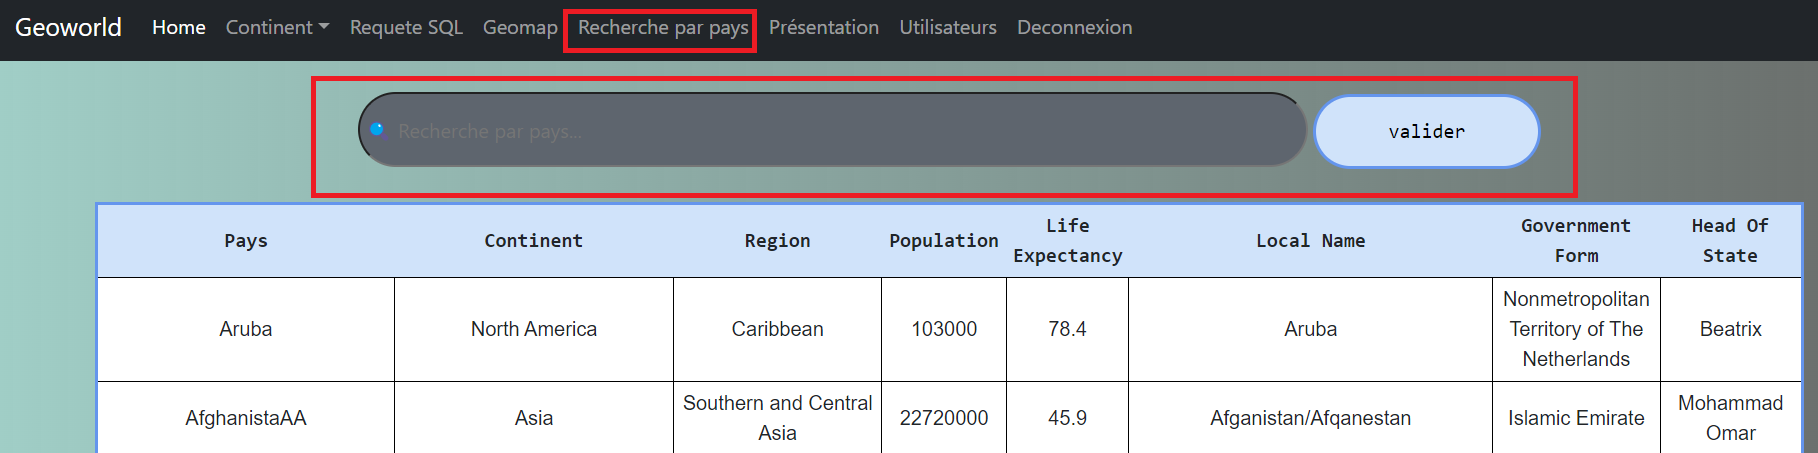 Geoworld Home Continent Requete SQL Geomap Recherche par pays Présentation Utilisateurs Deconnexion
Recherche par pays... valider
Pays Continent Region Population Life Expectancy Local Name Government Form Head Of State
Aruba North America Caribbean 103000 78.4 Aruba Nonmetropolitan Territory of The Netherlands Beatrix
AfghanistaAA Asia Southern and Central Asia 22720000 45.9 Afganistan/Afqanestan Islamic Emirate Mohammad Omar